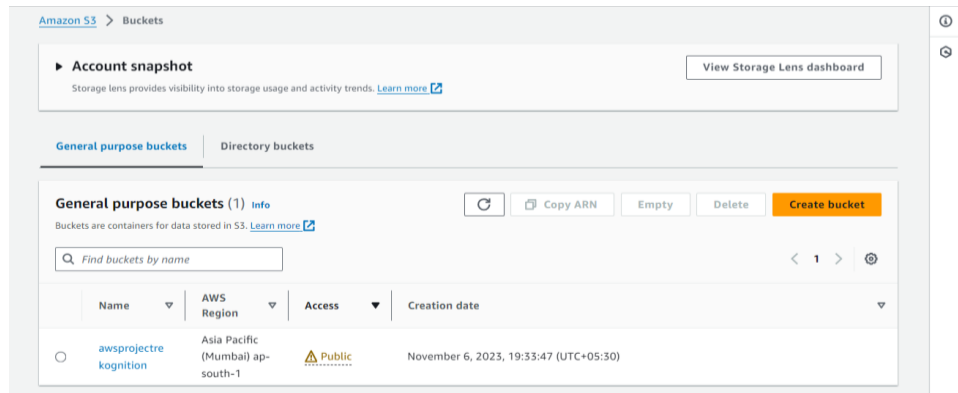 Amazon S3 > Buckets
Account snapshot
View Storage Lens dashboard
Storage lens provides visibility into storage usage and activity trends. Learn more
General purpose buckets
Directory buckets
General purpose buckets (1) Info
Copy ARN
Empty
Delete
Create bucket
Buckets are containers for data stored in S3. Learn more
Find buckets by name
< 1 >
Name
AWS
Region
Access
Creation date
awsprojectre
kognition
Asia Pacific
(Mumbai) ap-
south-1
Public
November 6, 2023, 19:33:47 (UTC+05:30)